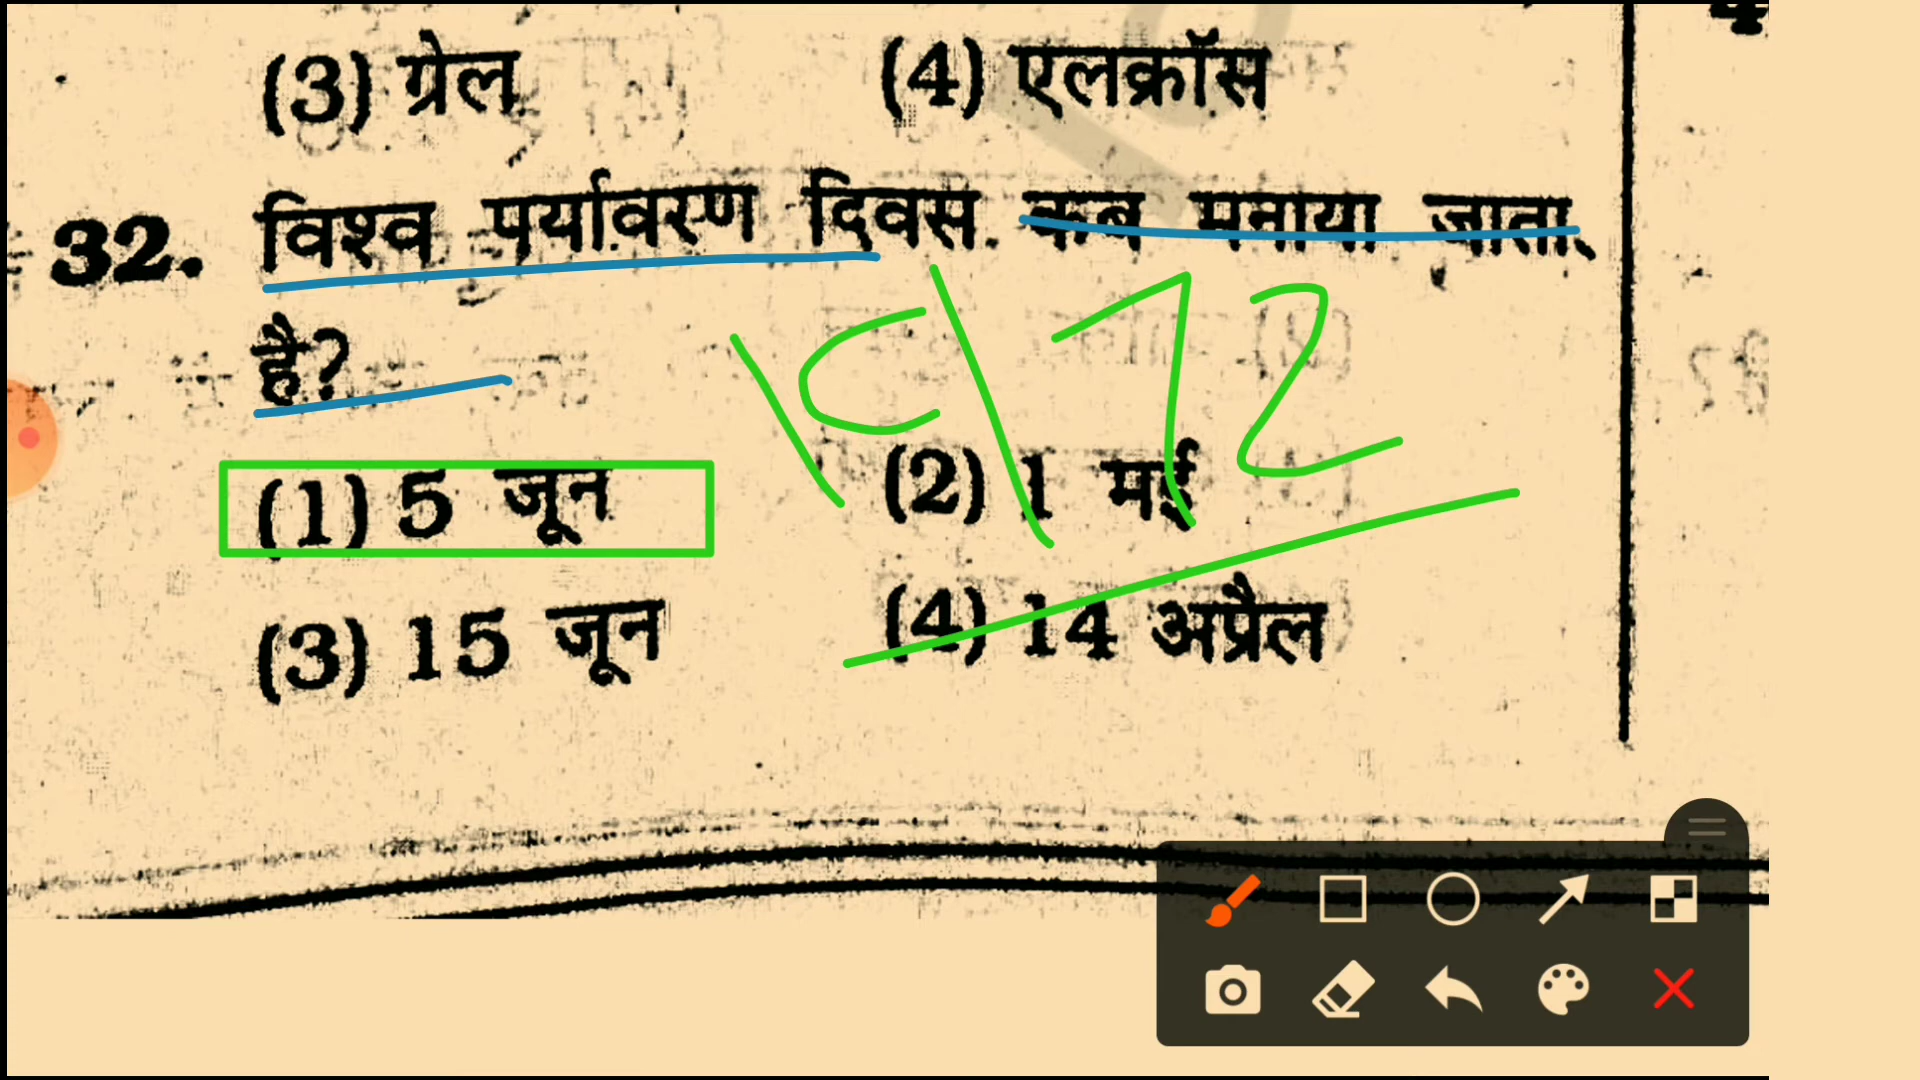 (3) ग्रेल (4) एलक्रॉस
32. विश्व पर्यावरण दिवस कब मनाया जाता
है?
1972
(1) 5 जून (2) 1 मई
(3) 15 जून (4) 14 अप्रैल